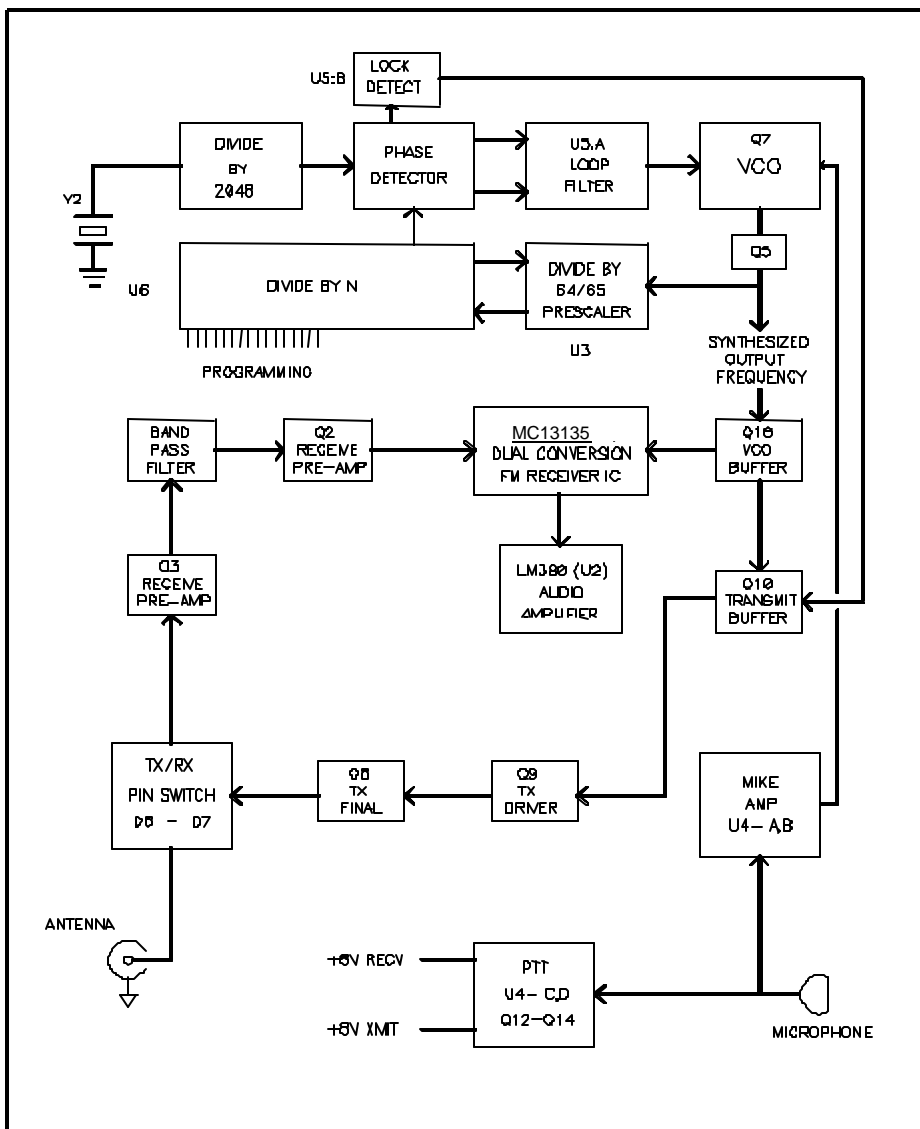 U5:B
LOCK
DETECT
DIVIDE
BY
2048
PHASE
DETECTOR
U5:A
LOOP
FILTER
Q7
VCO
Y2
Q5
U6
DIVIDE BY N
DIVIDE BY
64/65
PRESCALER
U3
PROGRAMMING
SYNTHESIZED
OUTPUT
FREQUENCY
BAND
PASS
FILTER
Q2
RECEIVE
PRE-AMP
MC13135
DUAL CONVERSION
FM RECEIVER IC
Q16
VCO
BUFFER
Q3
RECEIVE
PRE-AMP
LM380 (U2)
AUDIO
AMPLIFIER
Q10
TRANSMIT
BUFFER
TX/RX
PIN SWITCH
D6 - D7
Q8
TX
FINAL
Q9
TX
DRIVER
MIKE
AMP
U4- A,B
ANTENNA
+8V RECV
+8V XMIT
PTT
U4- C,D
Q12-Q14
MICROPHONE